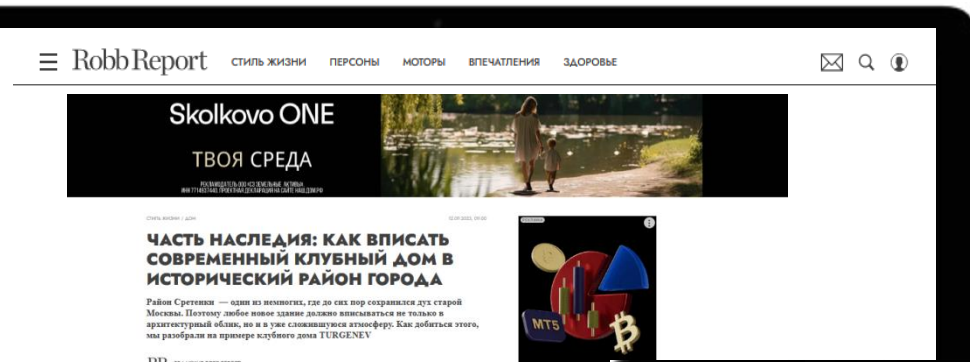 Robb Report
СТИЛЬ ЖИЗНИ ПЕРСОНЫ МОТОРЫ ВПЕЧАТЛЕНИЯ ЗДОРОВЬЕ
Skolkovo ONE
ТВОЯ СРЕДА
СТИЛЬ ЖИЗНИ / ДОМ
ЧАСТЬ НАСЛЕДИЯ: КАК ВПИСАТЬ
СОВРЕМЕННЫЙ КЛУБНЫЙ ДОМ В
ИСТОРИЧЕСКИЙ РАЙОН ГОРОДА
Район Сретенки — один из немногих, где до сих пор сохранился дух старой
Москвы. Поэтому любое новое здание должно вписываться не только в
архитектурный облик, но и в уже сложившуюся атмосферу. Как добиться этого,
мы разобрали на примере клубного дома TURGENEV
MT5